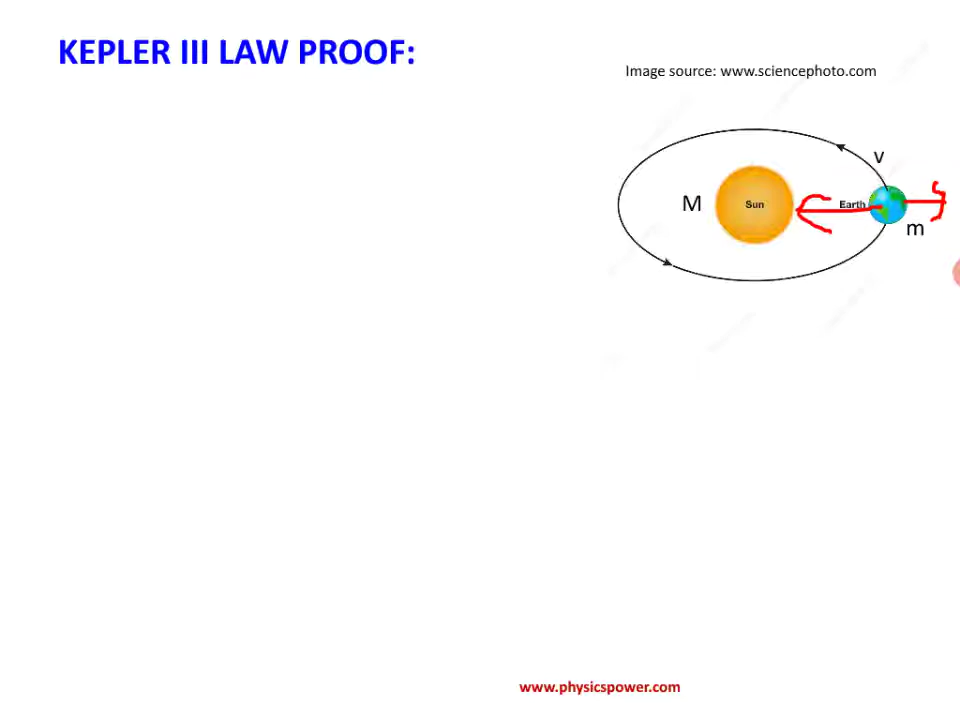 KEPLER III LAW PROOF:
Image source: www.sciencephoto.com
v
M
Sun
Earth
m
www.physicspower.com